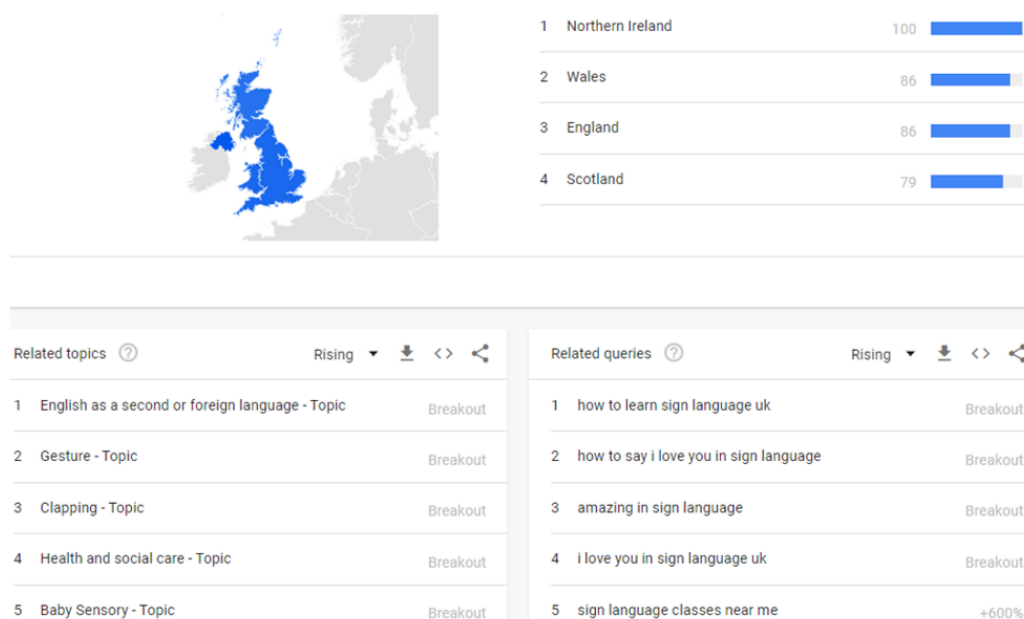 1 Northern Ireland 100
2 Wales 86
3 England 86
4 Scotland 79
Related topics ? Rising
1 English as a second or foreign language - Topic Breakout
2 Gesture - Topic Breakout
3 Clapping - Topic Breakout
4 Health and social care - Topic Breakout
5 Baby Sensory - Topic Breakout
Related queries ? Rising
1 how to learn sign language uk Breakout
2 how to say i love you in sign language Breakout
3 amazing in sign language Breakout
4 i love you in sign language uk Breakout
5 sign language classes near me +600%